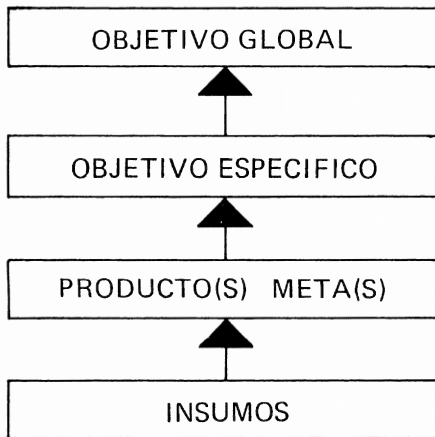 OBJETIVO GLOBAL
OBJETIVO ESPECIFICO
PRODUCTO(S) META(S)
INSUMOS